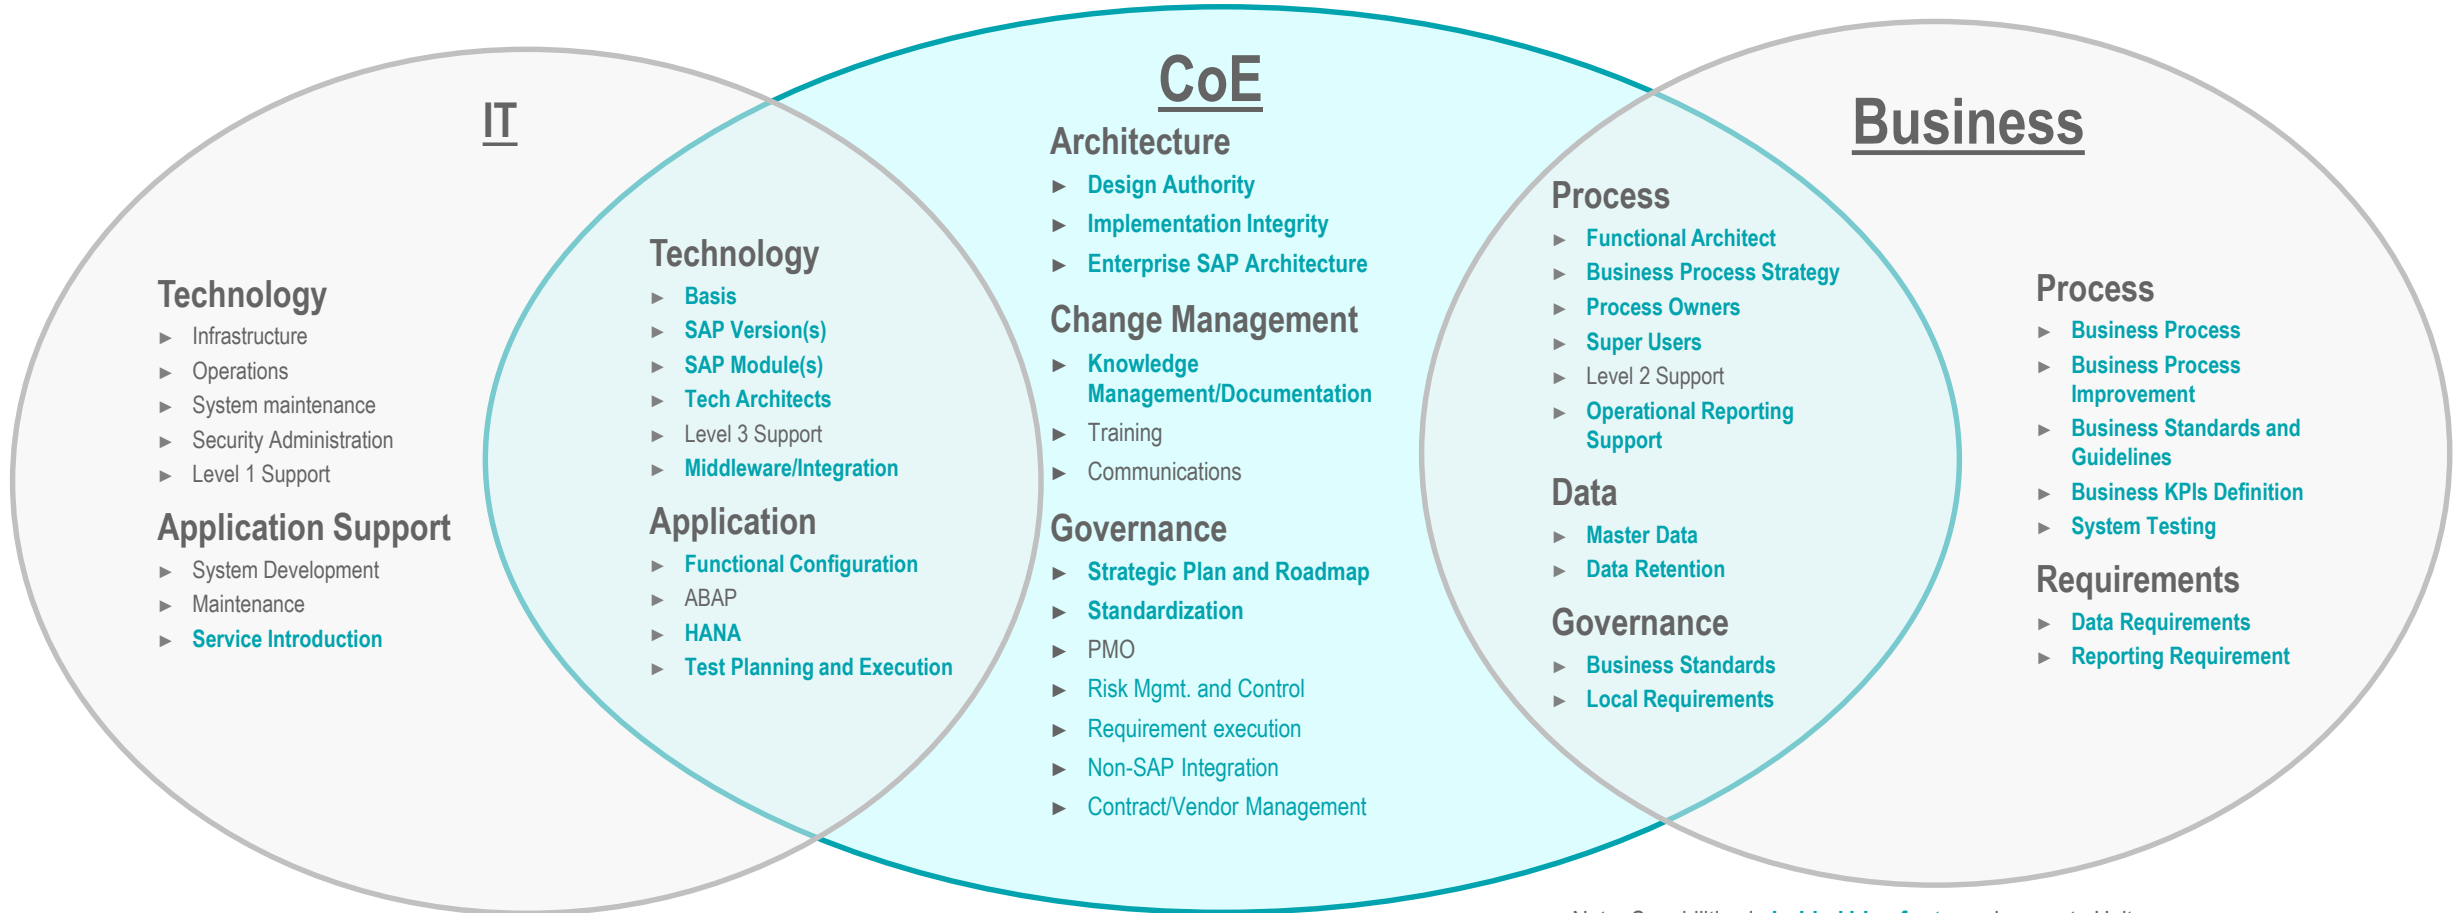 IT
Technology
► Infrastructure
► Operations
► System maintenance
► Security Administration
► Level 1 Support
Application Support
► System Development
► Maintenance
► Service Introduction
Technology
► Basis
► SAP Version(s)
► SAP Module(s)
► Tech Architects
► Level 3 Support
► Middleware/Integration
Application
► Functional Configuration
► ABAP
► HANA
► Test Planning and Execution
CoE
Architecture
► Design Authority
► Implementation Integrity
► Enterprise SAP Architecture
Change Management
► Knowledge
Management/Documentation
► Training
► Communications
Governance
► Strategic Plan and Roadmap
► Standardization
► PMO
► Risk Mgmt. and Control
► Requirement execution
► Non-SAP Integration
► Contract/Vendor Management
Process
► Functional Architect
► Business Process Strategy
► Process Owners
► Super Users
► Level 2 Support
► Operational Reporting
Support
Data
► Master Data
► Data Retention
Governance
► Business Standards
► Local Requirements
Business
Process
► Business Process
► Business Process
Improvement
► Business Standards and
Guidelines
► Business KPIs Definition
► System Testing
Requirements
► Data Requirements
► Reporting Requirement